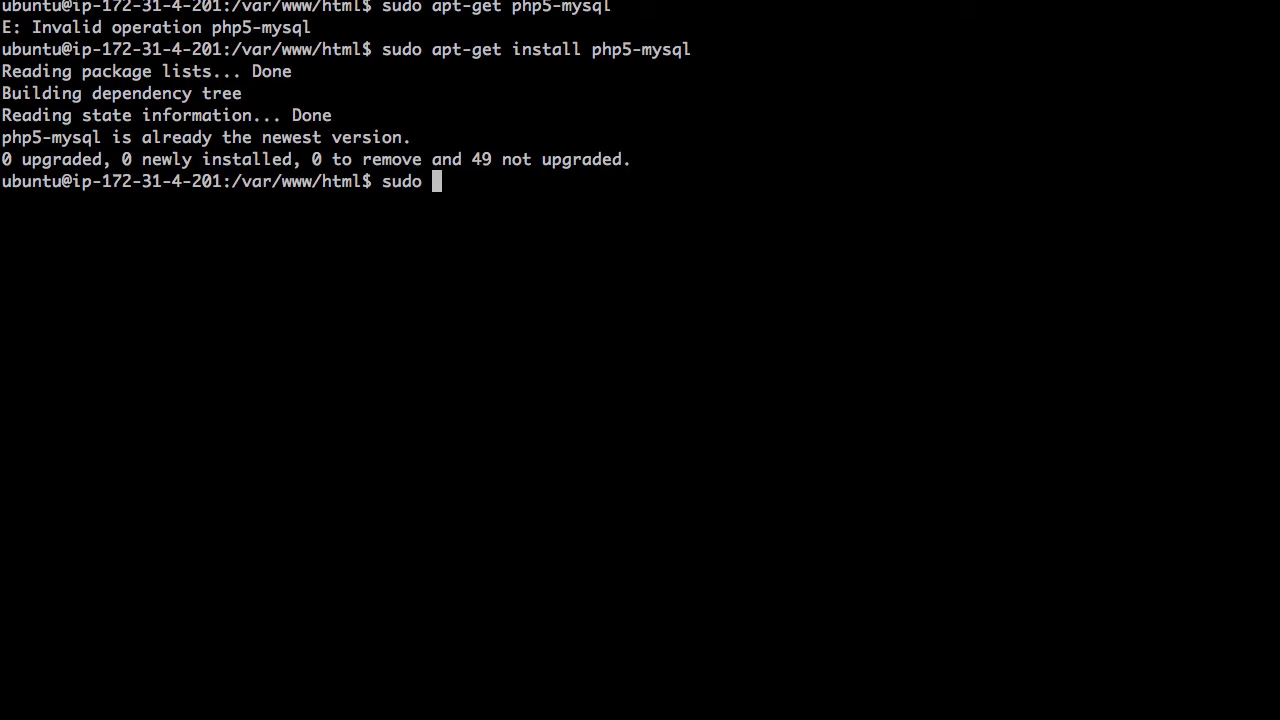 ubuntu@ip-172-31-4-201:/var/www/html$ sudo apt-get php5-mysql
E: Invalid operation php5-mysql
ubuntu@ip-172-31-4-201:/var/www/html$ sudo apt-get install php5-mysql
Reading package lists... Done
Building dependency tree
Reading state information... Done
php5-mysql is already the newest version.
0 upgraded, 0 newly installed, 0 to remove and 49 not upgraded.
ubuntu@ip-172-31-4-201:/var/www/html$ sudo